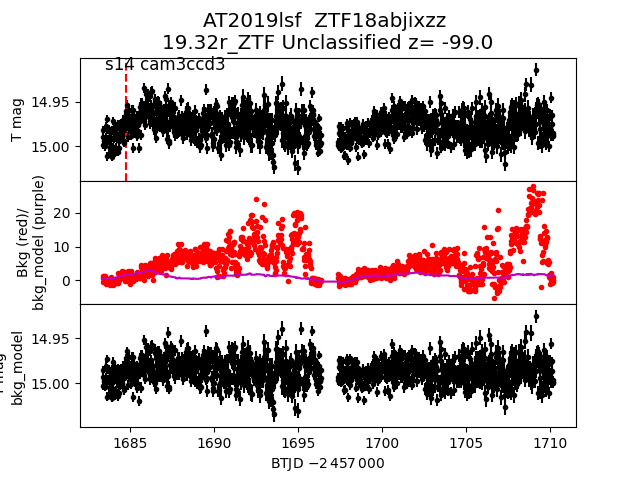 AT2019lsf  ZTF18abjixzz
19.32r_ZTF Unclassified z= -99.0
s14 cam3ccd3
T mag
14.95
15.00
Bkg (red)/
bkg_model (purple)
20
10
0
bkg_model
14.95
15.00
1685
1690
1695
1700
1705
1710
BTJD −2 457 000